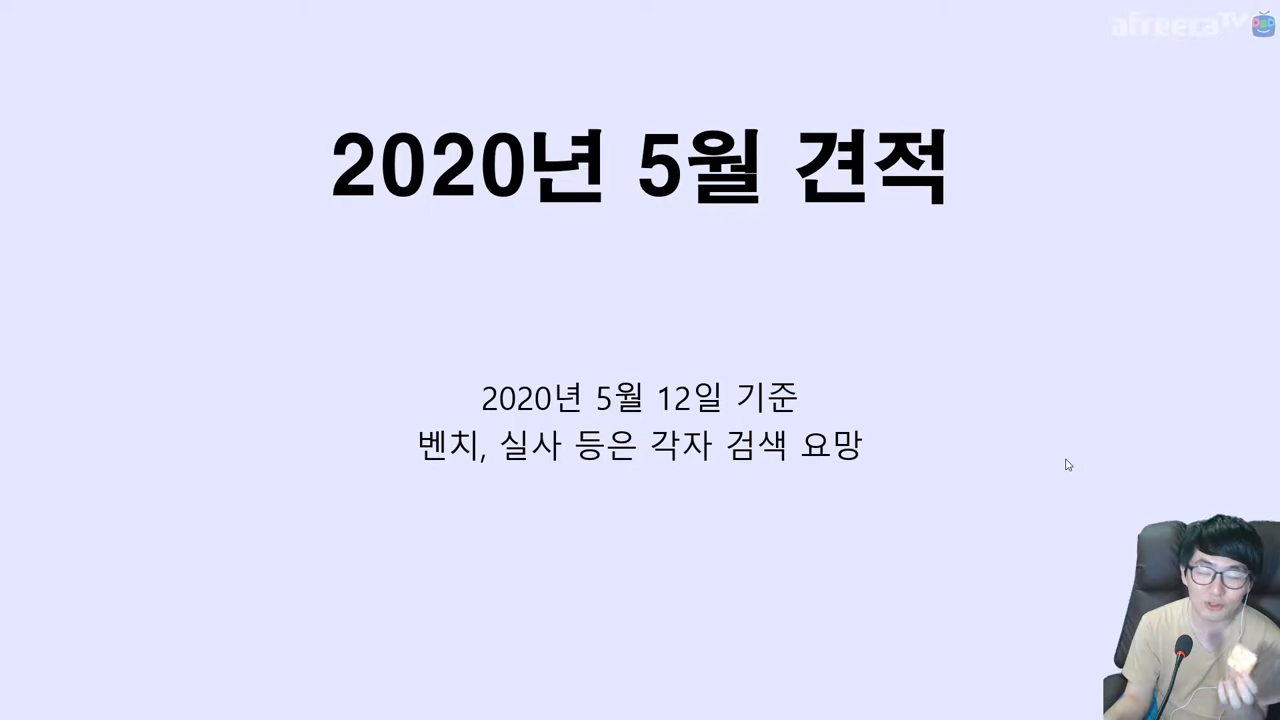 afreecaTV
2020년 5월 견적
2020년 5월 12일 기준
벤치, 실사 등은 각자 검색 요망